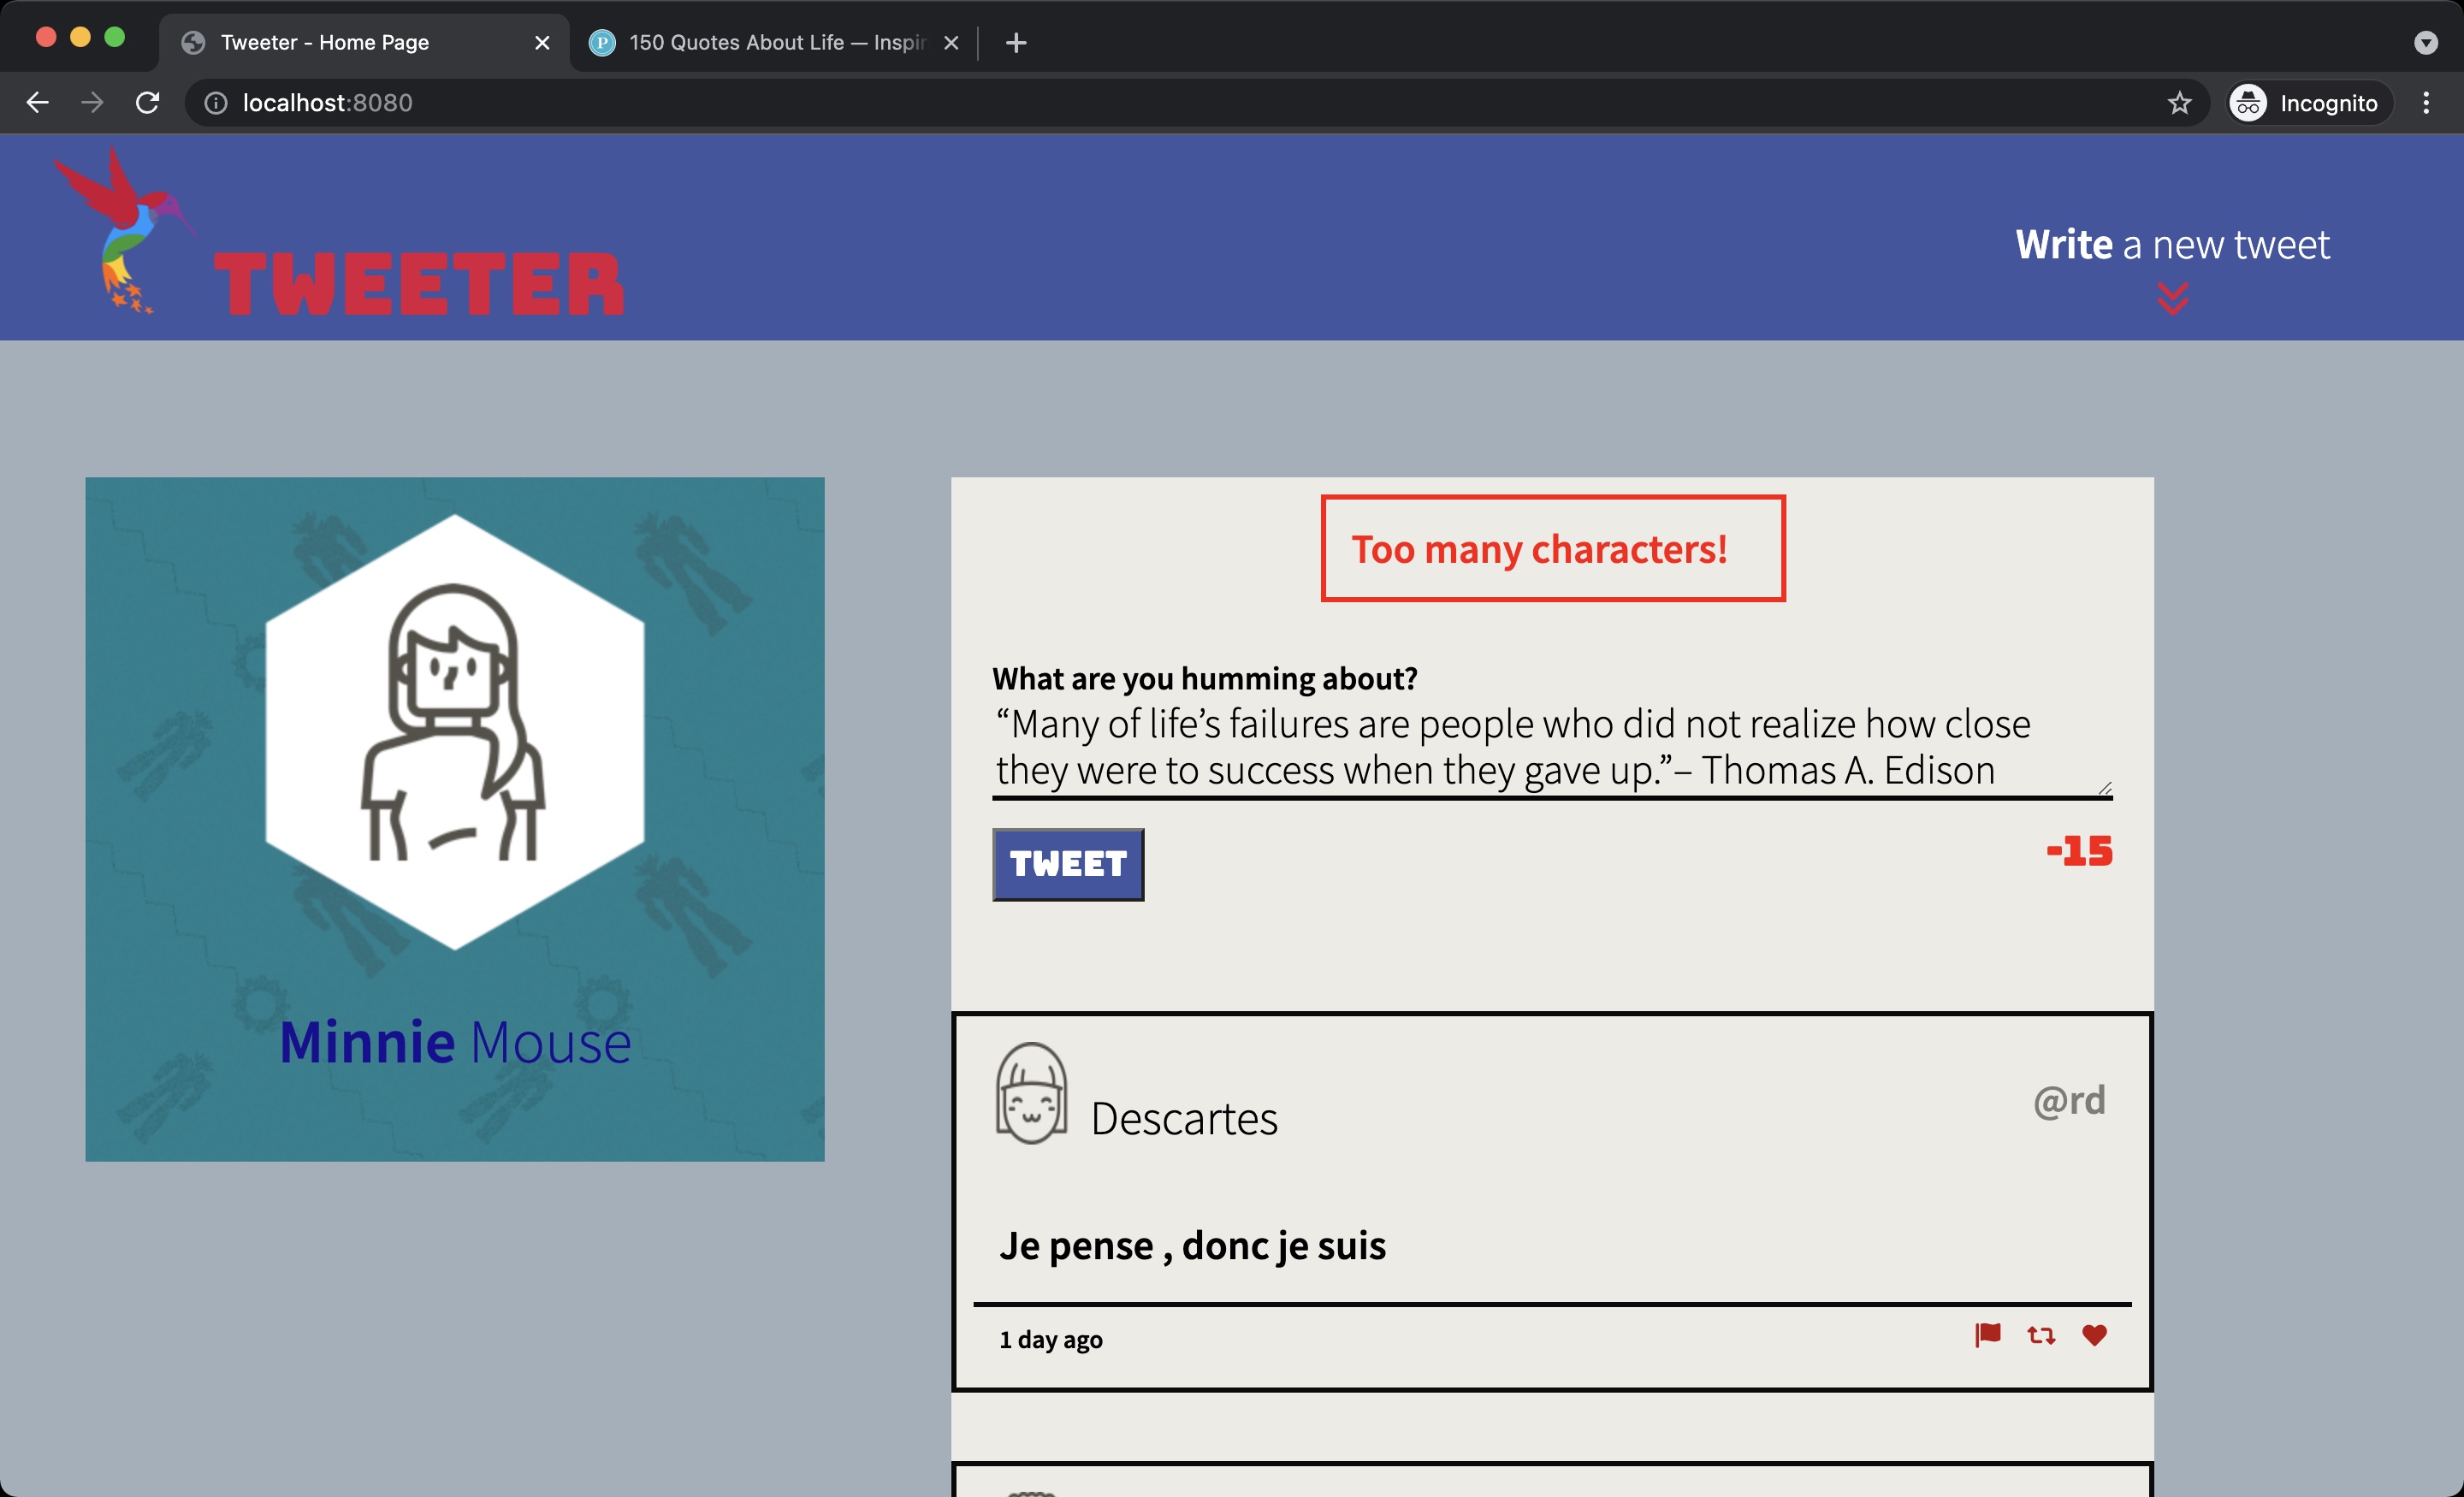 Tweeter - Home Page
150 Quotes About Life — Inspir
localhost:8080
Incognito
TWEETER
Write a new tweet
Too many characters!
What are you humming about?
“Many of life’s failures are people who did not realize how close
they were to success when they gave up.”– Thomas A. Edison
TWEET
-15
Minnie Mouse
Descartes
@rd
Je pense , donc je suis
1 day ago